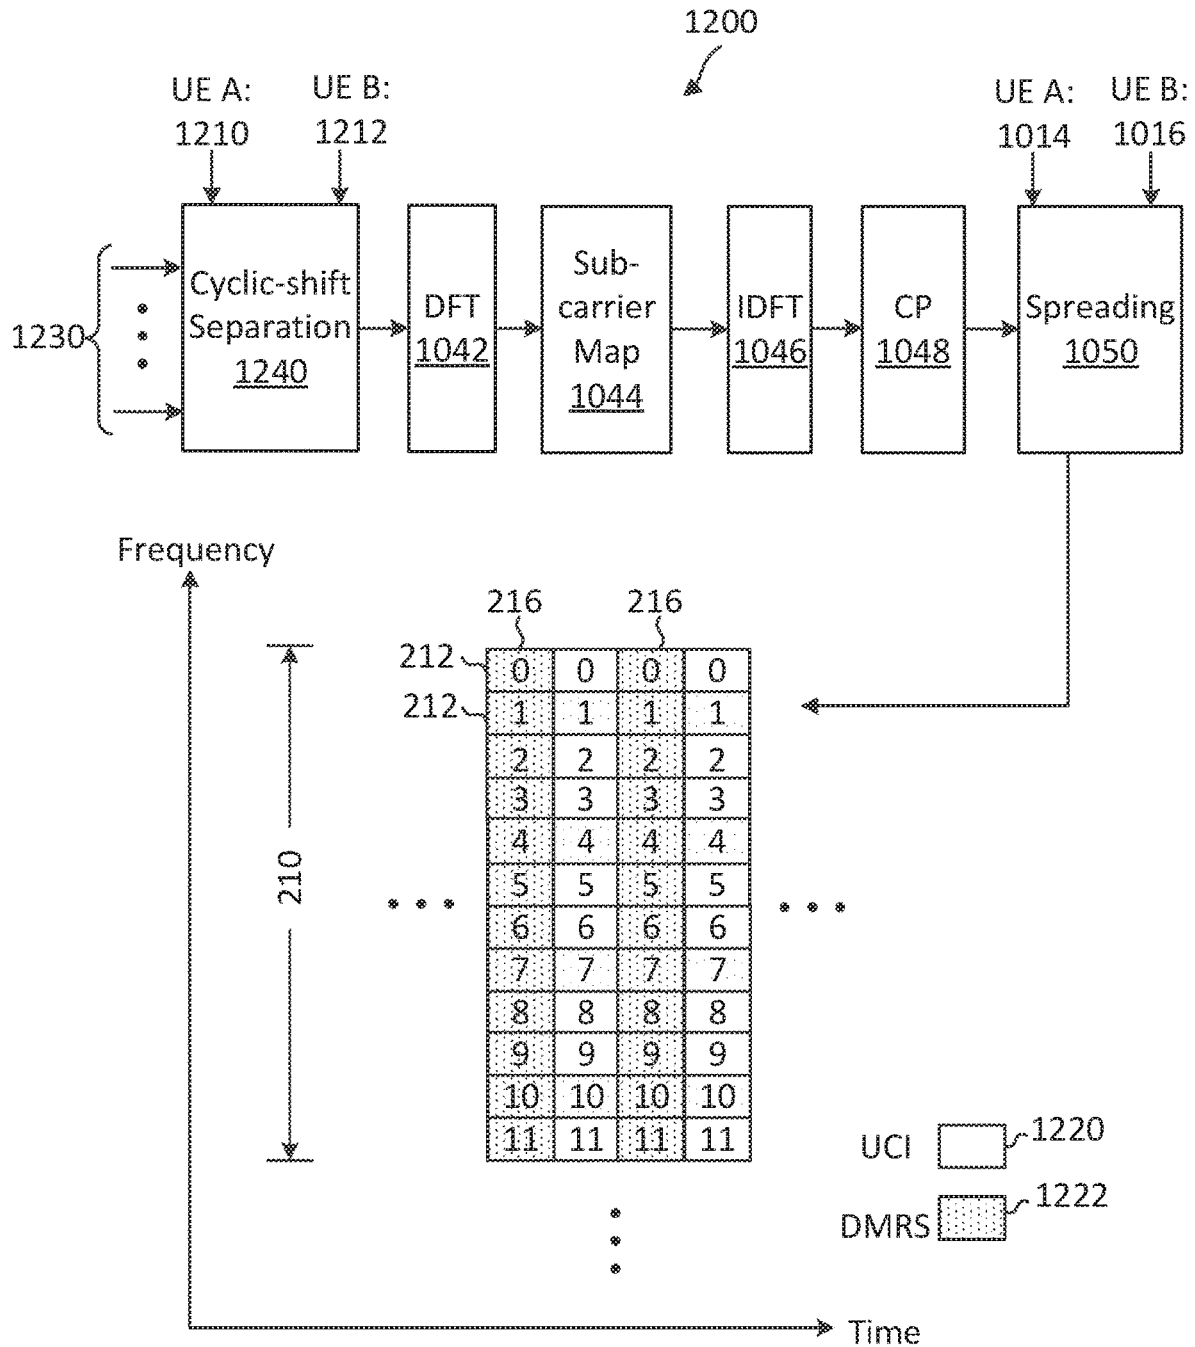 1200
UE A:
1210
UE B:
1212
UE A:
1014
UE B:
1016
1230
Cyclic-shift
Separation
1240
DFT
1042
Sub-
carrier
Map
1044
IDFT
1046
CP
1048
Spreading
1050
Frequency
216 216
212
212
210
0 0 0 0
1 1 1 1
2 2 2 2
3 3 3 3
4 4 4 4
5 5 5 5
6 6 6 6
7 7 7 7
8 8 8 8
9 9 9 9
10 10 10 10
11 11 11 11
UCI 1220
DMRS 1222
Time